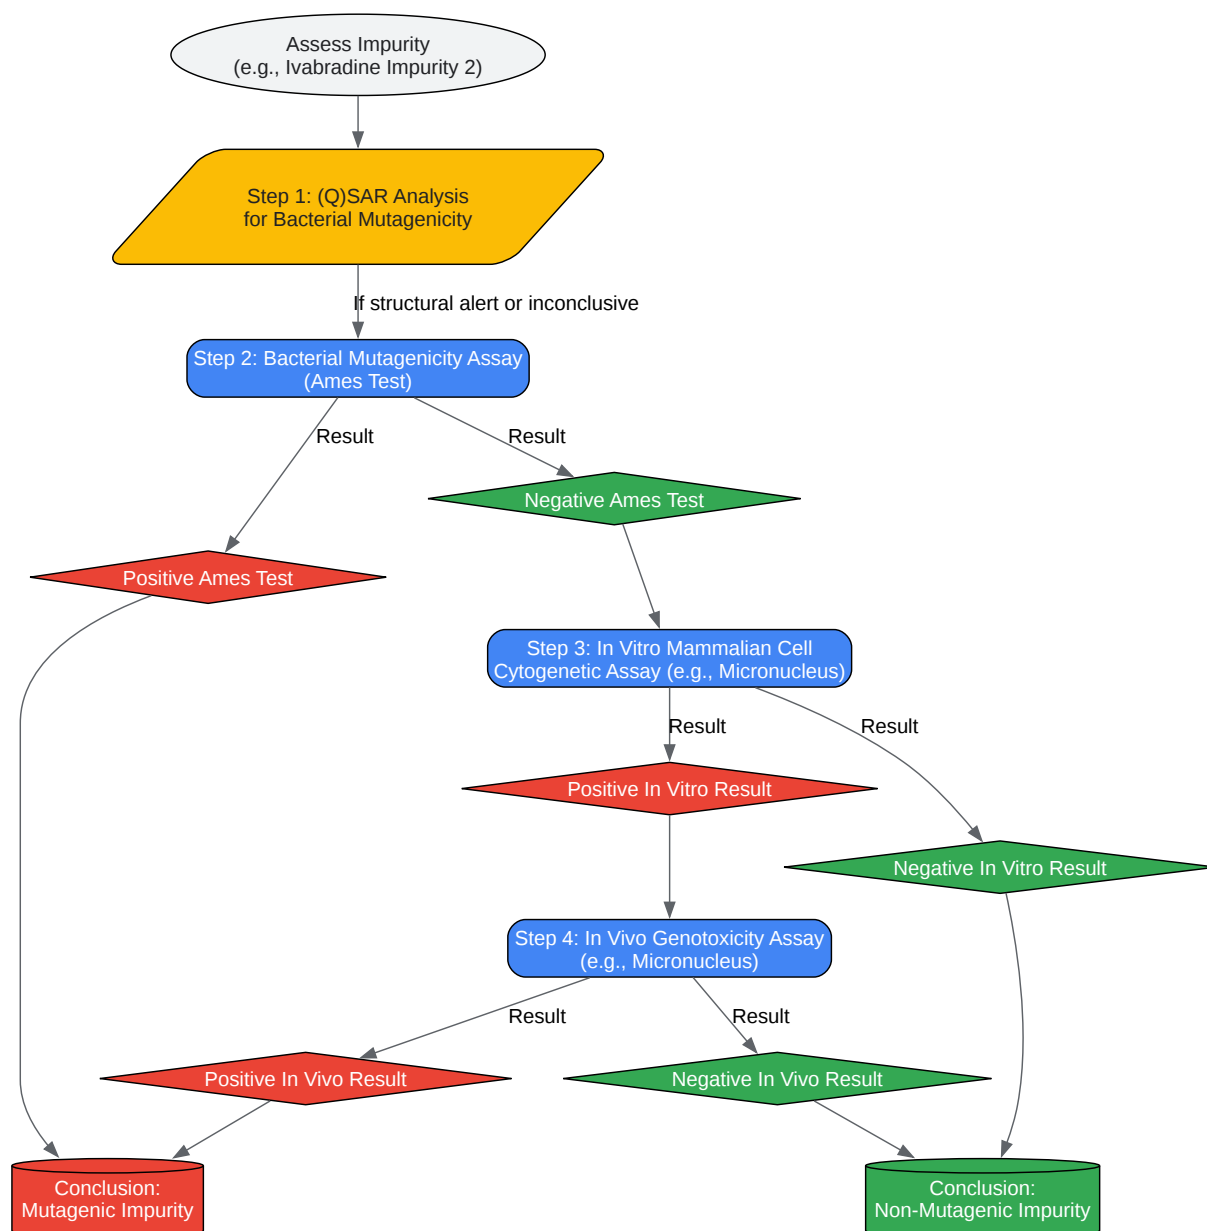 Assess Impurity
(e.g., Ivabradine Impurity 2)
Step 1: (Q)SAR Analysis
for Bacterial Mutagenicity
If structural alert or inconclusive
Step 2: Bacterial Mutagenicity Assay
(Ames Test)
Result
Result
Negative Ames Test
Positive Ames Test
Step 3: In Vitro Mammalian Cell
Cytogenetic Assay (e.g., Micronucleus)
Result
Result
Positive In Vitro Result
Negative In Vitro Result
Step 4: In Vivo Genotoxicity Assay
(e.g., Micronucleus)
Result
Result
Positive In Vivo Result
Negative In Vivo Result
Conclusion:
Mutagenic Impurity
Conclusion:
Non-Mutagenic Impurity